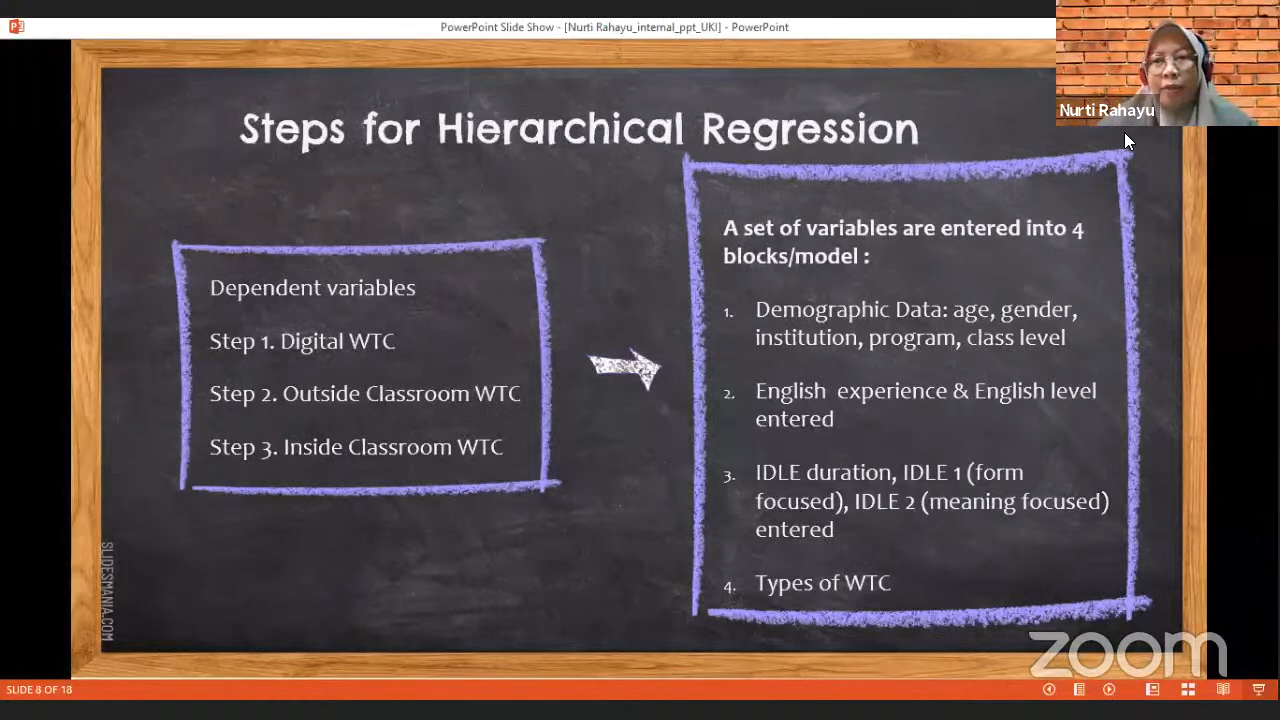 PowerPoint Slide Show - [Nurti Rahayu_internal_ppt_UKI] - PowerPoint
Nurti Rahayu
Steps for Hierarchical Regression
Dependent variables
Step 1. Digital WTC
Step 2. Outside Classroom WTC
Step 3. Inside Classroom WTC
A set of variables are entered into 4
blocks/model :
1. Demographic Data: age, gender,
institution, program, class level
2. English experience & English level
entered
3. IDLE duration, IDLE 1 (form
focused), IDLE 2 (meaning focused)
entered
4. Types of WTC
SLIDESMANIA.COM
zoom
SLIDE 8 OF 18